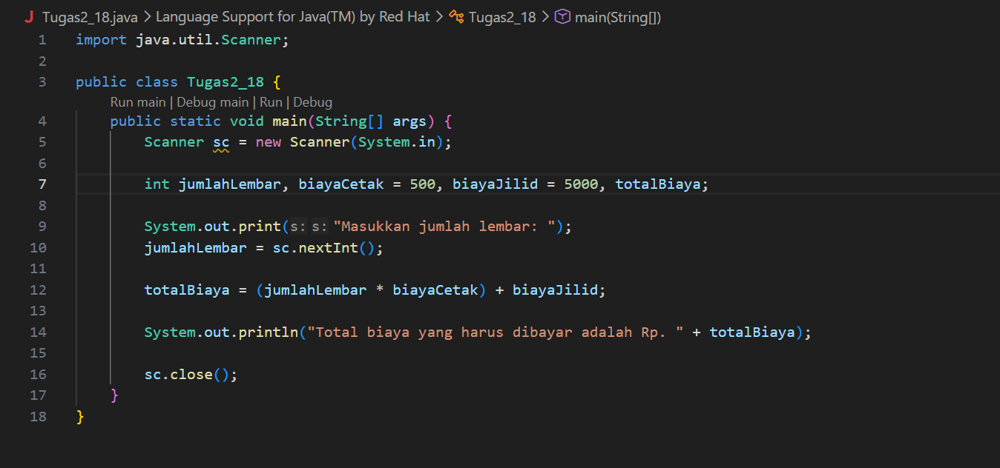 Tugas2_18.java > Language Support for Java(TM) by Red Hat > Tugas2_18 > main(String[])
1 import java.util.Scanner;
2
3 public class Tugas2_18 {
Run main | Debug main | Run | Debug
4 public static void main(String[] args) {
5 Scanner sc = new Scanner(System.in);
6
7 int jumlahLembar, biayaCetak = 500, biayaJilid = 5000, totalBiaya;
8
9 System.out.print(s: s: "Masukkan jumlah lembar: ");
10 jumlahLembar = sc.nextInt();
11
12 totalBiaya = (jumlahLembar * biayaCetak) + biayaJilid;
13
14 System.out.println("Total biaya yang harus dibayar adalah Rp. " + totalBiaya);
15
16 sc.close();
17 }
18 }